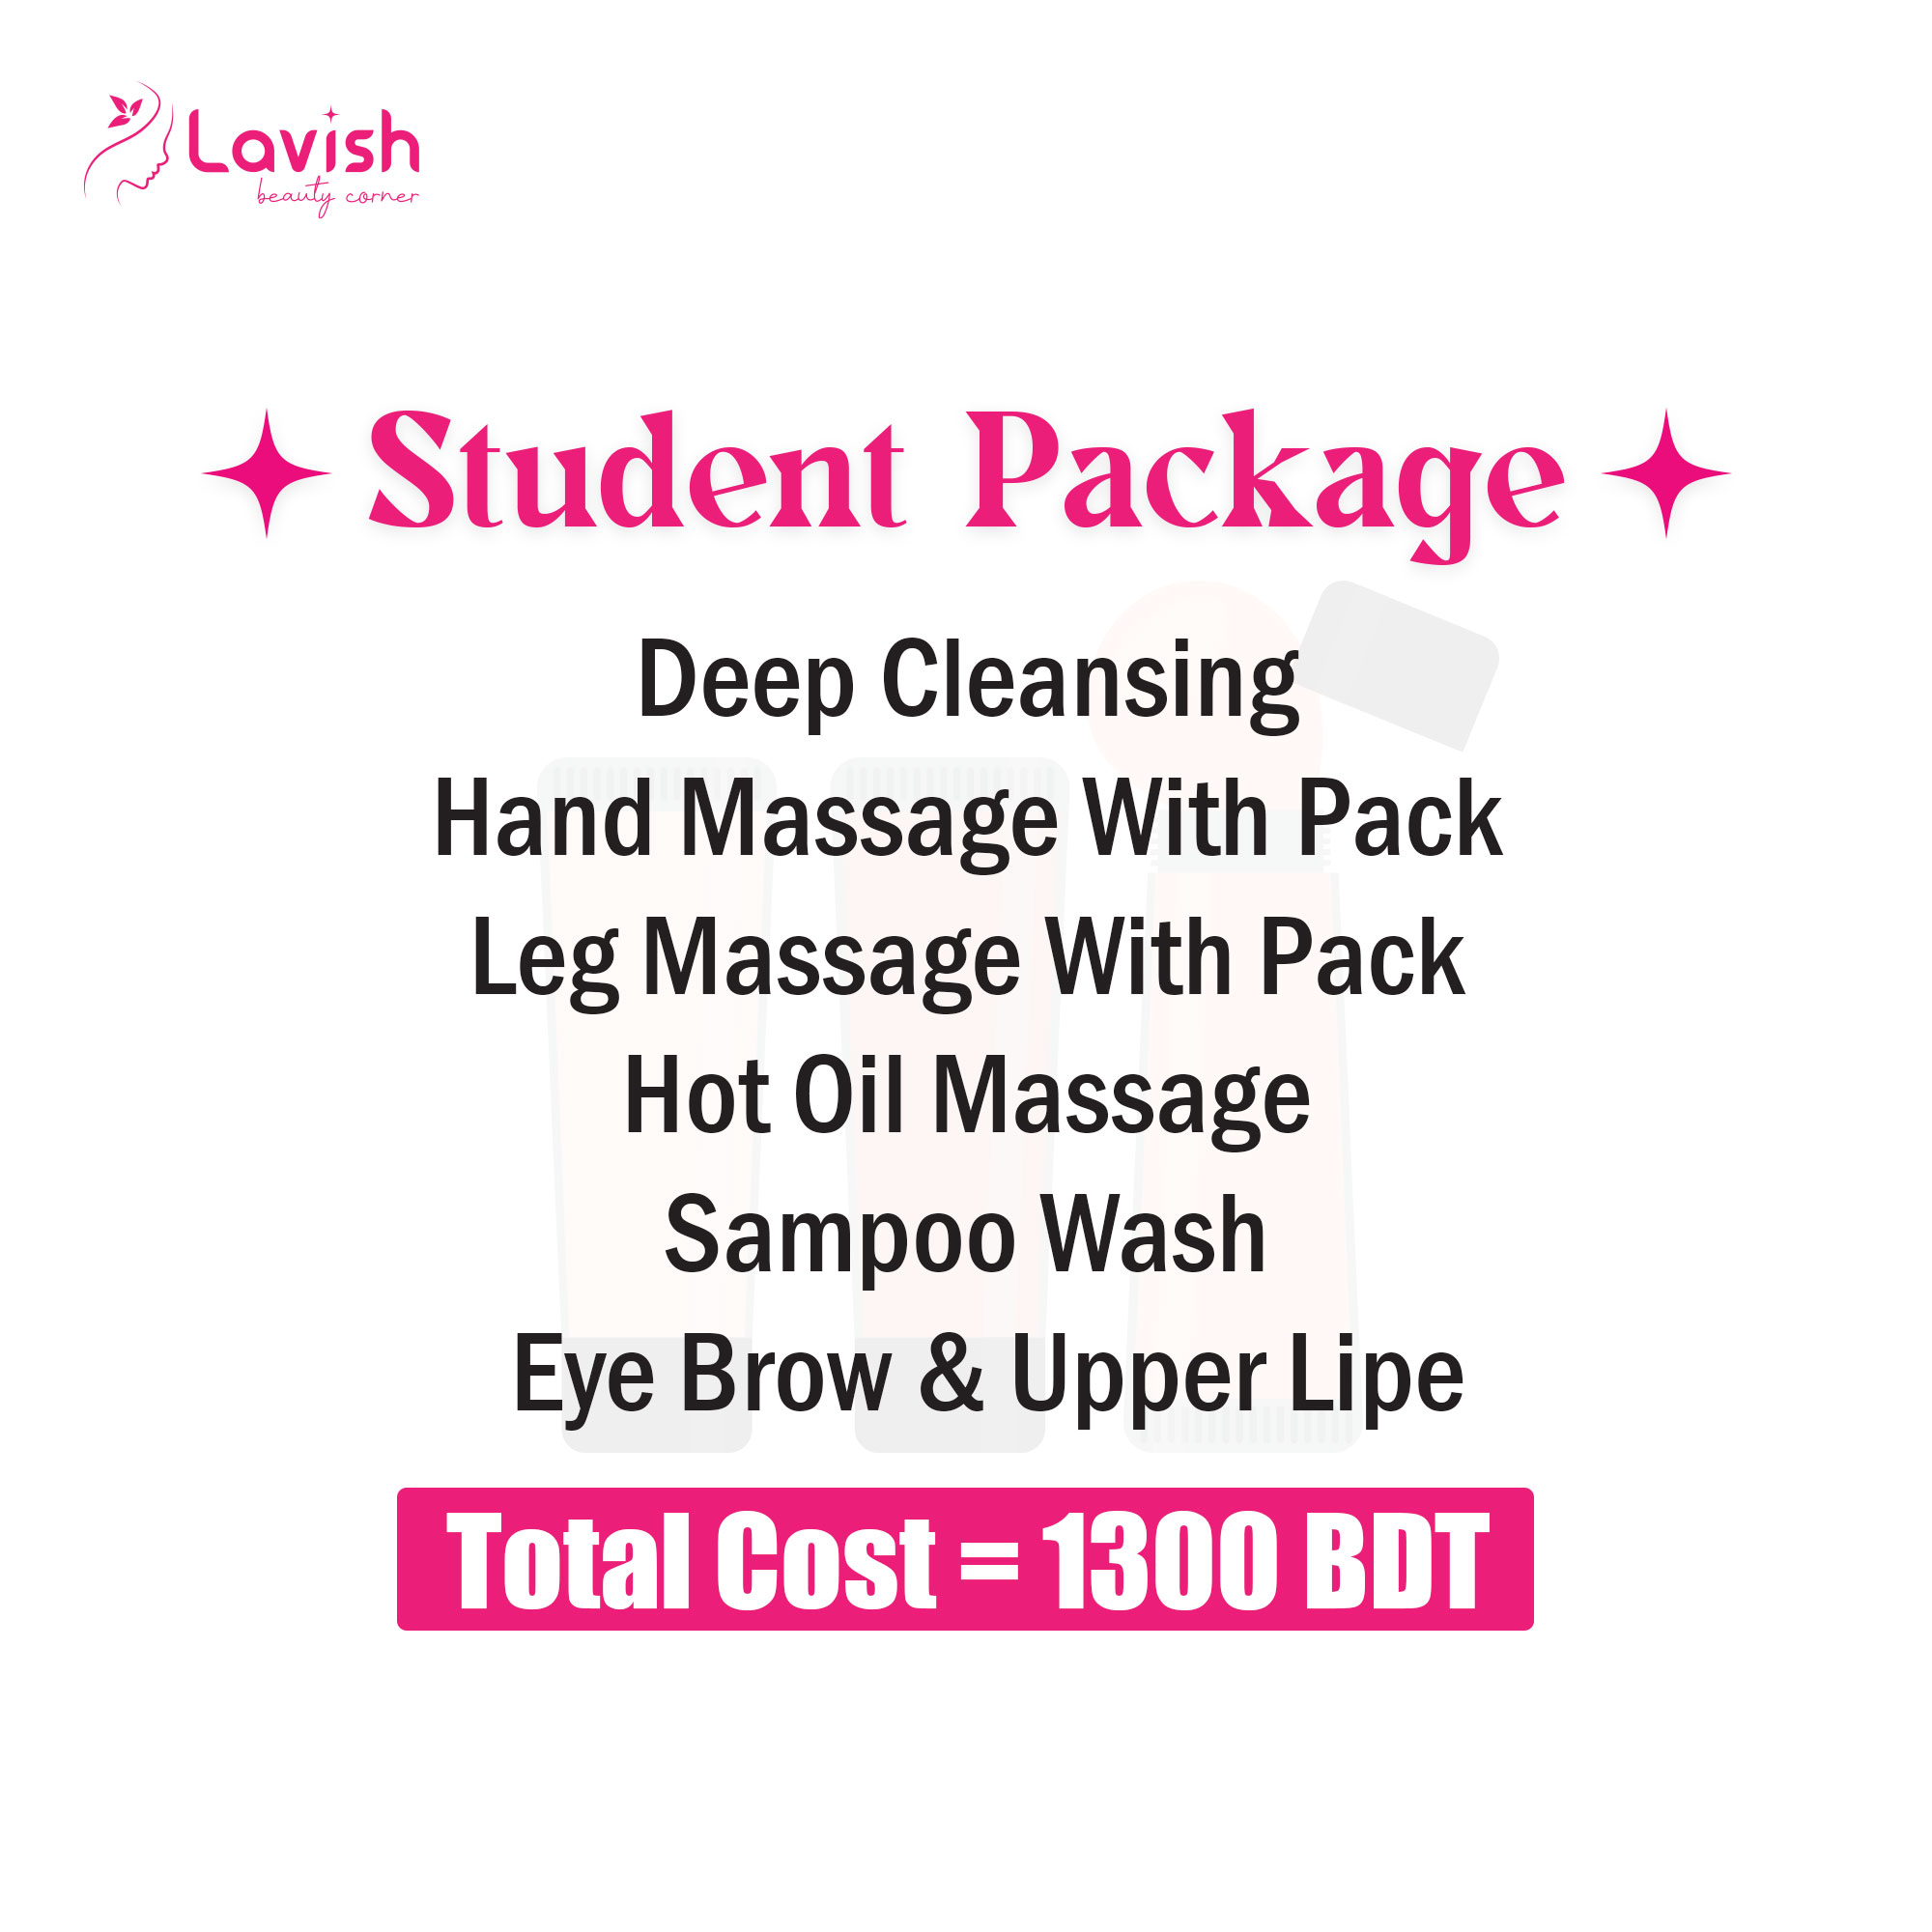 Lavish
beauty corner
Student Package
Deep Cleansing
Hand Massage With Pack
Leg Massage With Pack
Hot Oil Massage
Sampoo Wash
Eye Brow & Upper Lipe
Total Cost = 1300 BDT